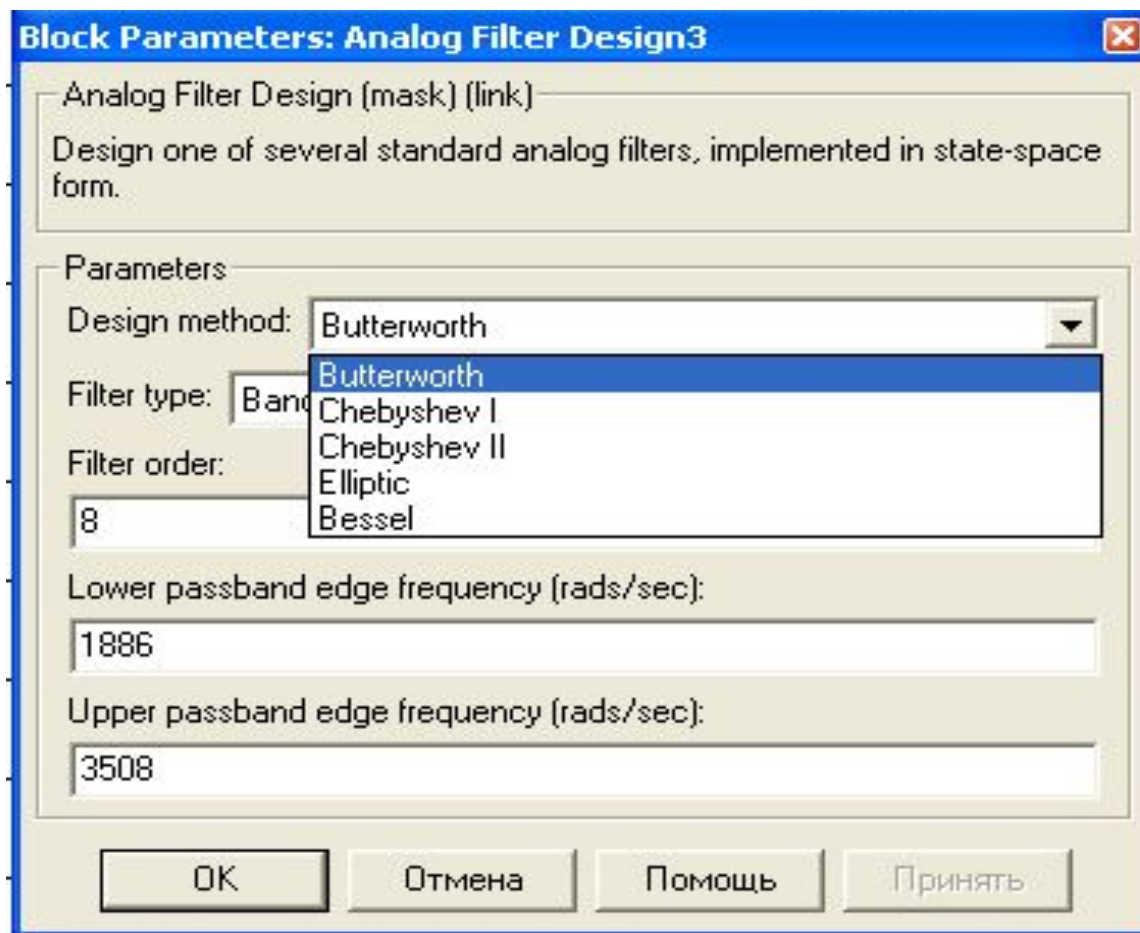 Block Parameters: Analog Filter Design3
Analog Filter Design (mask) (link)
Design one of several standard analog filters, implemented in state-space
form.
Parameters
Design method: Butterworth
Butterworth
Filter type: Band
Chebyshev I
Chebyshev II
Filter order:
Elliptic
8
Bessel
Lower passband edge frequency (rads/sec):
1886
Upper passband edge frequency (rads/sec):
3508
OK Отмена Помощь Принять